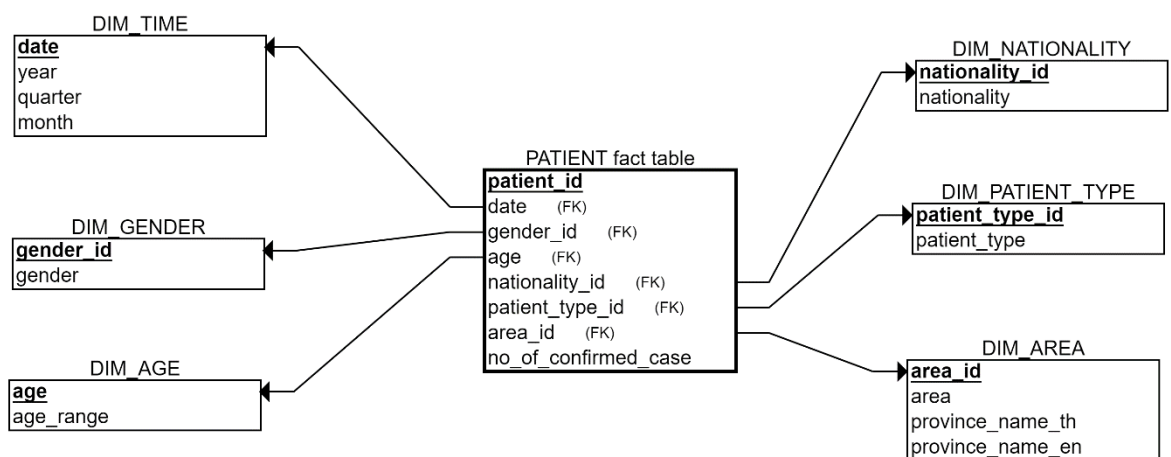 DIM_TIME
date
year
quarter
month
DIM_GENDER
gender_id
gender
DIM_AGE
age
age_range
PATIENT fact table
patient_id
date (FK)
gender_id (FK)
age (FK)
nationality_id (FK)
patient_type_id (FK)
area_id (FK)
no_of_confirmed_case
DIM_NATIONALITY
nationality_id
nationality
DIM_PATIENT_TYPE
patient_type_id
patient_type
DIM_AREA
area_id
area
province_name_th
province_name_en